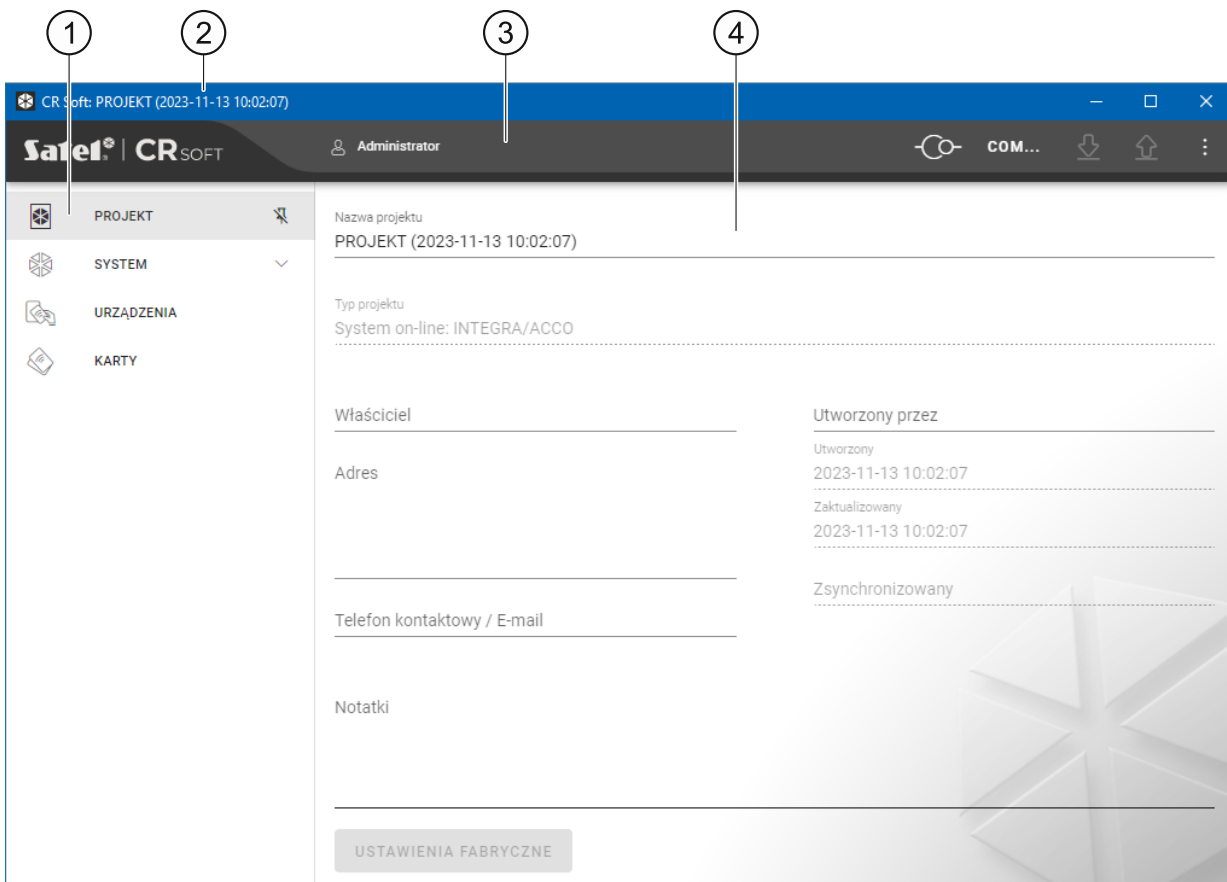 1 2 3 4
CR Soft: PROJEKT (2023-11-13 10:02:07)
Satel® | CR SOFT
Administrator
COM...
PROJEKT
SYSTEM
URZĄDZENIA
KARTY
Nazwa projektu
PROJEKT (2023-11-13 10:02:07)
Typ projektu
System on-line: INTEGRA/ACCO
Właściciel
Adres
Telefon kontaktowy / E-mail
Utworzony przez
Utworzony
2023-11-13 10:02:07
Zaktualizowany
2023-11-13 10:02:07
Zsynchronizowany
Notatki
USTAWIENIA FABRYCZNE